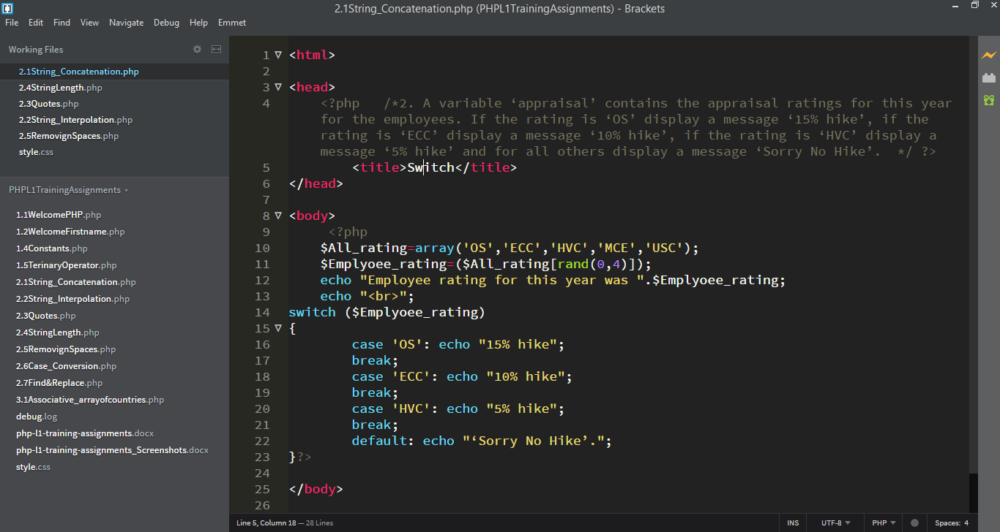 2.1String_Concatenation.php (PHPL1TrainingAssignments) - Brackets
File Edit Find View Navigate Debug Help Emmet
Working Files
2.1String_Concatenation.php
2.4StringLength.php
2.3Quotes.php
2.2String_Interpolation.php
2.5RemovignSpaces.php
style.css
PHPL1TrainingAssignments
1.1WelcomePHP.php
1.2WelcomeFirstname.php
1.4Constants.php
1.5TerinaryOperator.php
2.1String_Concatenation.php
2.2String_Interpolation.php
2.3Quotes.php
2.4StringLength.php
2.5RemovignSpaces.php
2.6Case_Conversion.php
2.7Find&Replace.php
3.1Associative_arrayofcountries.php
debug.log
php-l1-training-assignments.docx
php-l1-training-assignments_Screenshots.docx
style.css
1 <html>
2
3 <head>
4 <?php /*2. A variable ‘appraisal’ contains the appraisal ratings for this year
for the employees. If the rating is ‘OS’ display a message ‘15% hike’, if the
rating is ‘ECC’ display a message ‘10% hike’, if the rating is ‘HVC’ display a
message ‘5% hike’ and for all others display a message ‘Sorry No Hike’. */ ?>
5 <title>Switch</title>
6 </head>
7
8 <body>
9 <?php
10 $All_rating=array('OS','ECC','HVC','MCE','USC');
11 $Emplyoee_rating=($All_rating[rand(0,4)]);
12 echo "Employee rating for this year was ".$Emplyoee_rating;
13 echo "<br>";
14 switch ($Emplyoee_rating)
15 {
16 case 'OS': echo "15% hike";
17 break;
18 case 'ECC': echo "10% hike";
19 break;
20 case 'HVC': echo "5% hike";
21 break;
22 default: echo "‘Sorry No Hike’.";
23 }?>
24
25 </body>
26
Line 5, Column 18 — 28 Lines
INS UTF-8 PHP Spaces: 4